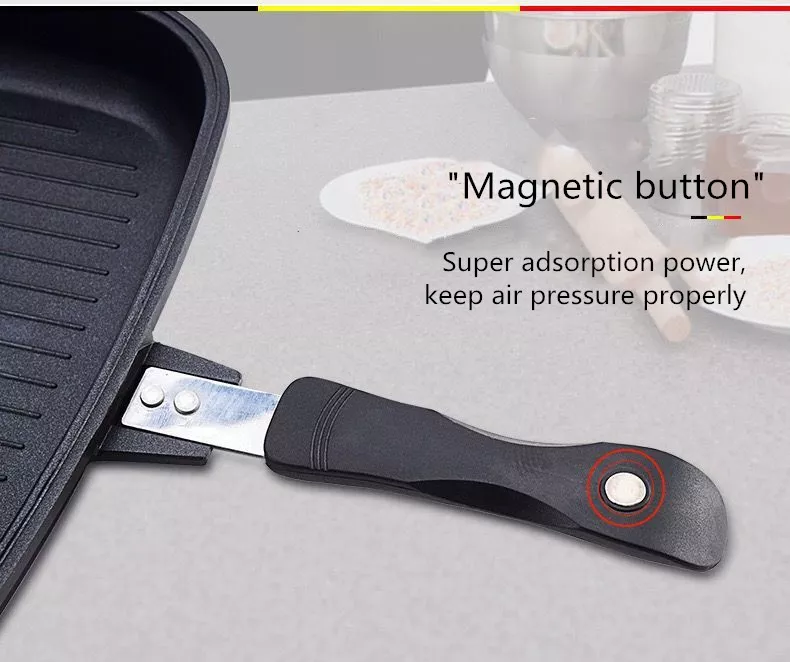 "Magnetic button"
Super adsorption power,
keep air pressure properly